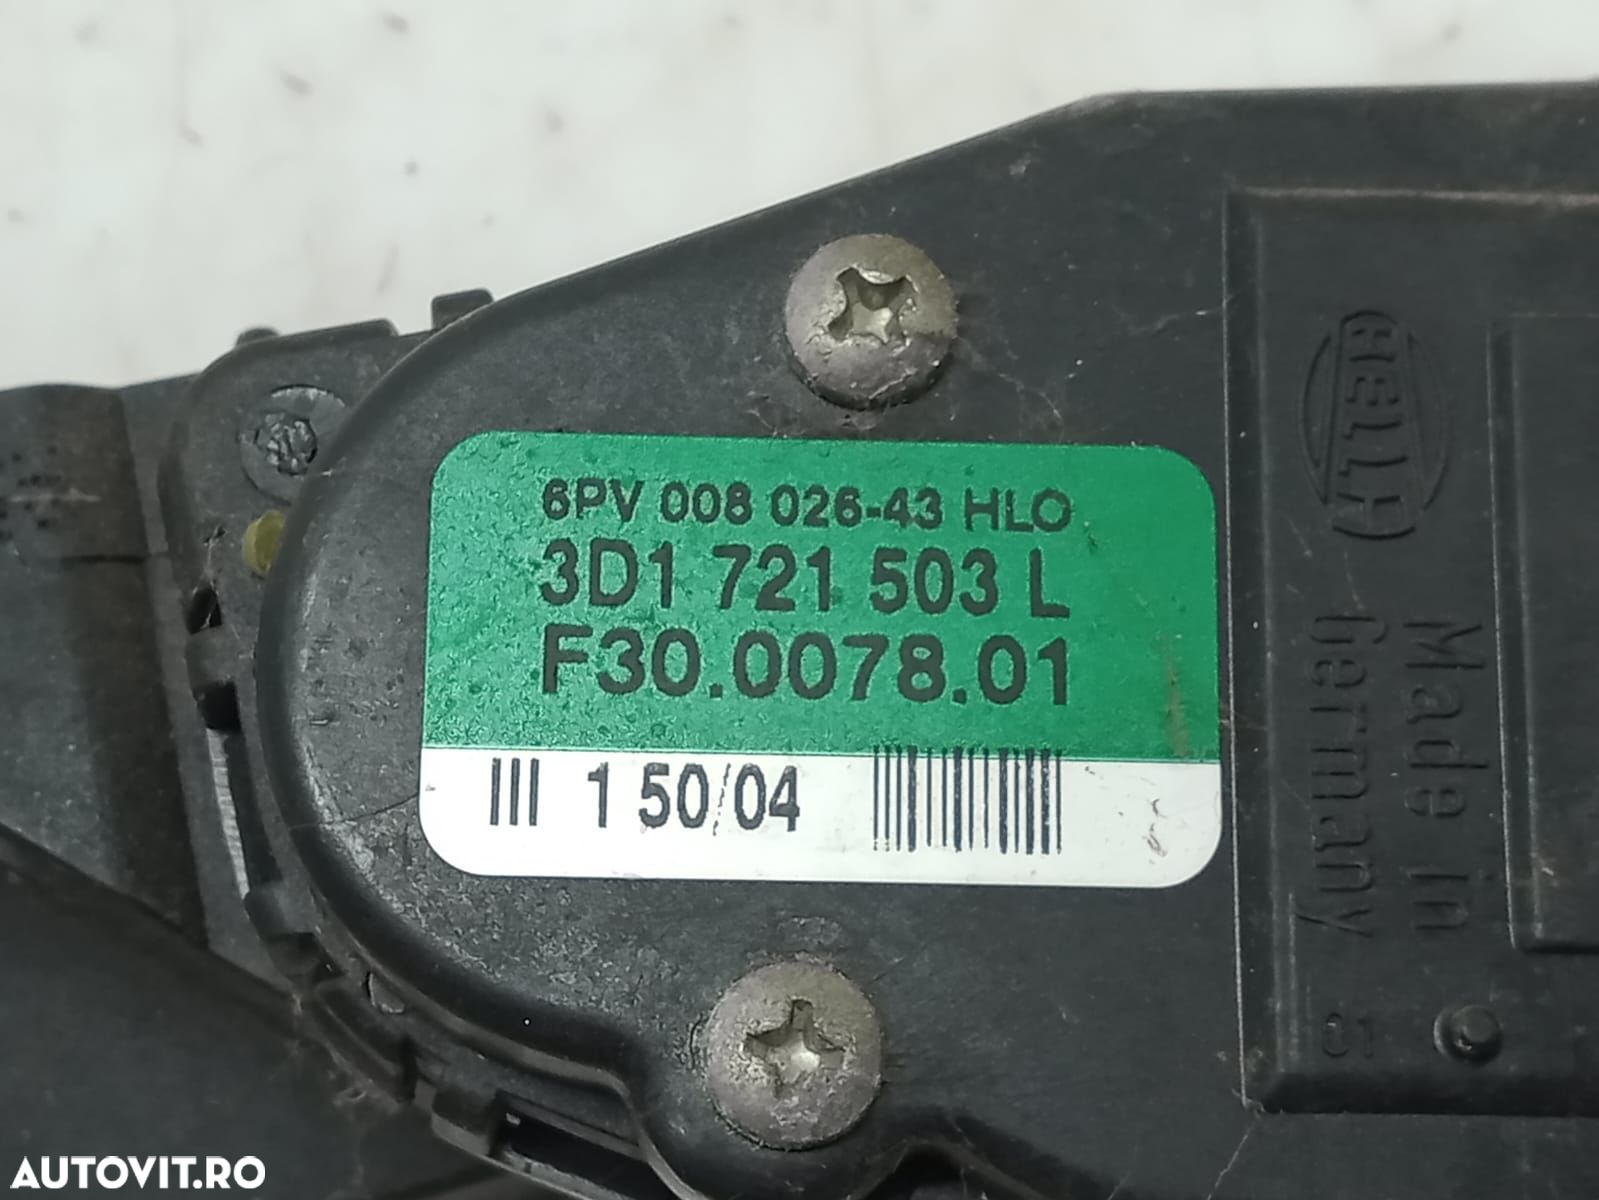 6PV 008 026-43 HLO
3D1 721 503 L
F30.0078.01
III 1 50/04
HELLA
Made in
Germany
01
AUTOVIT.RO